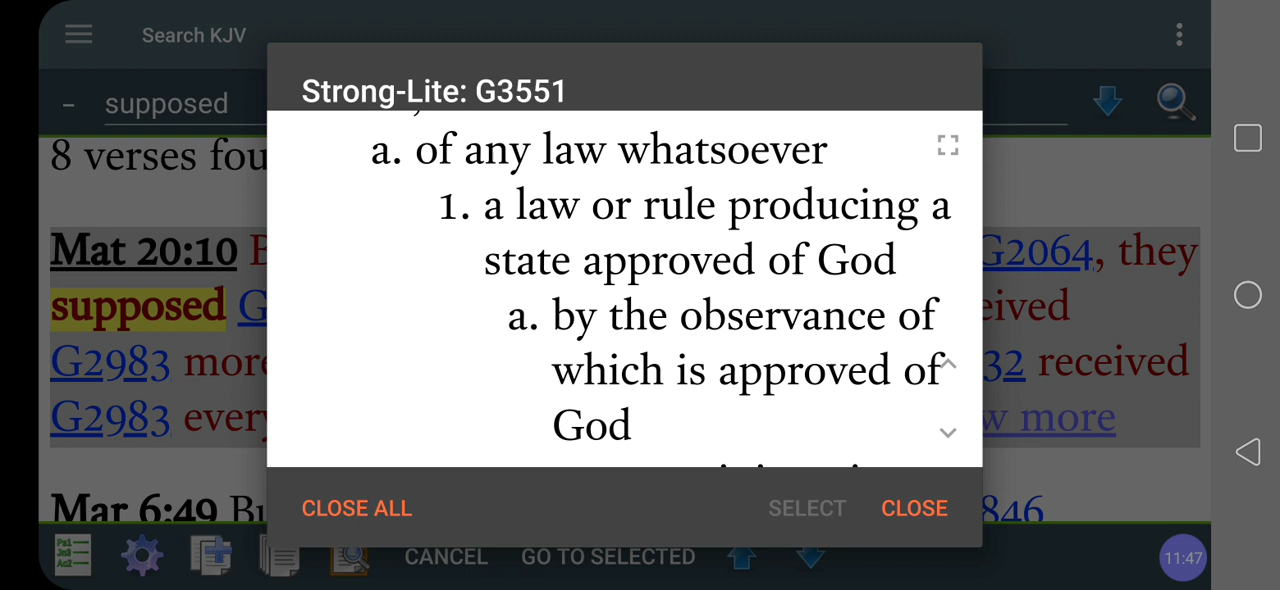 Search KJV
Strong-Lite: G3551
– supposed
a. of any law whatsoever
1. a law or rule producing a
state approved of God
a. by the observance of
which is approved of
God
8 verses fou
Mat 20:10 G2064, they
supposed
G2983 more 32 received
G2983 w more
Mar 6:49 846
CLOSE ALL SELECT CLOSE
Ps1
Jn3
Ac2
CANCEL GO TO SELECTED
11:47